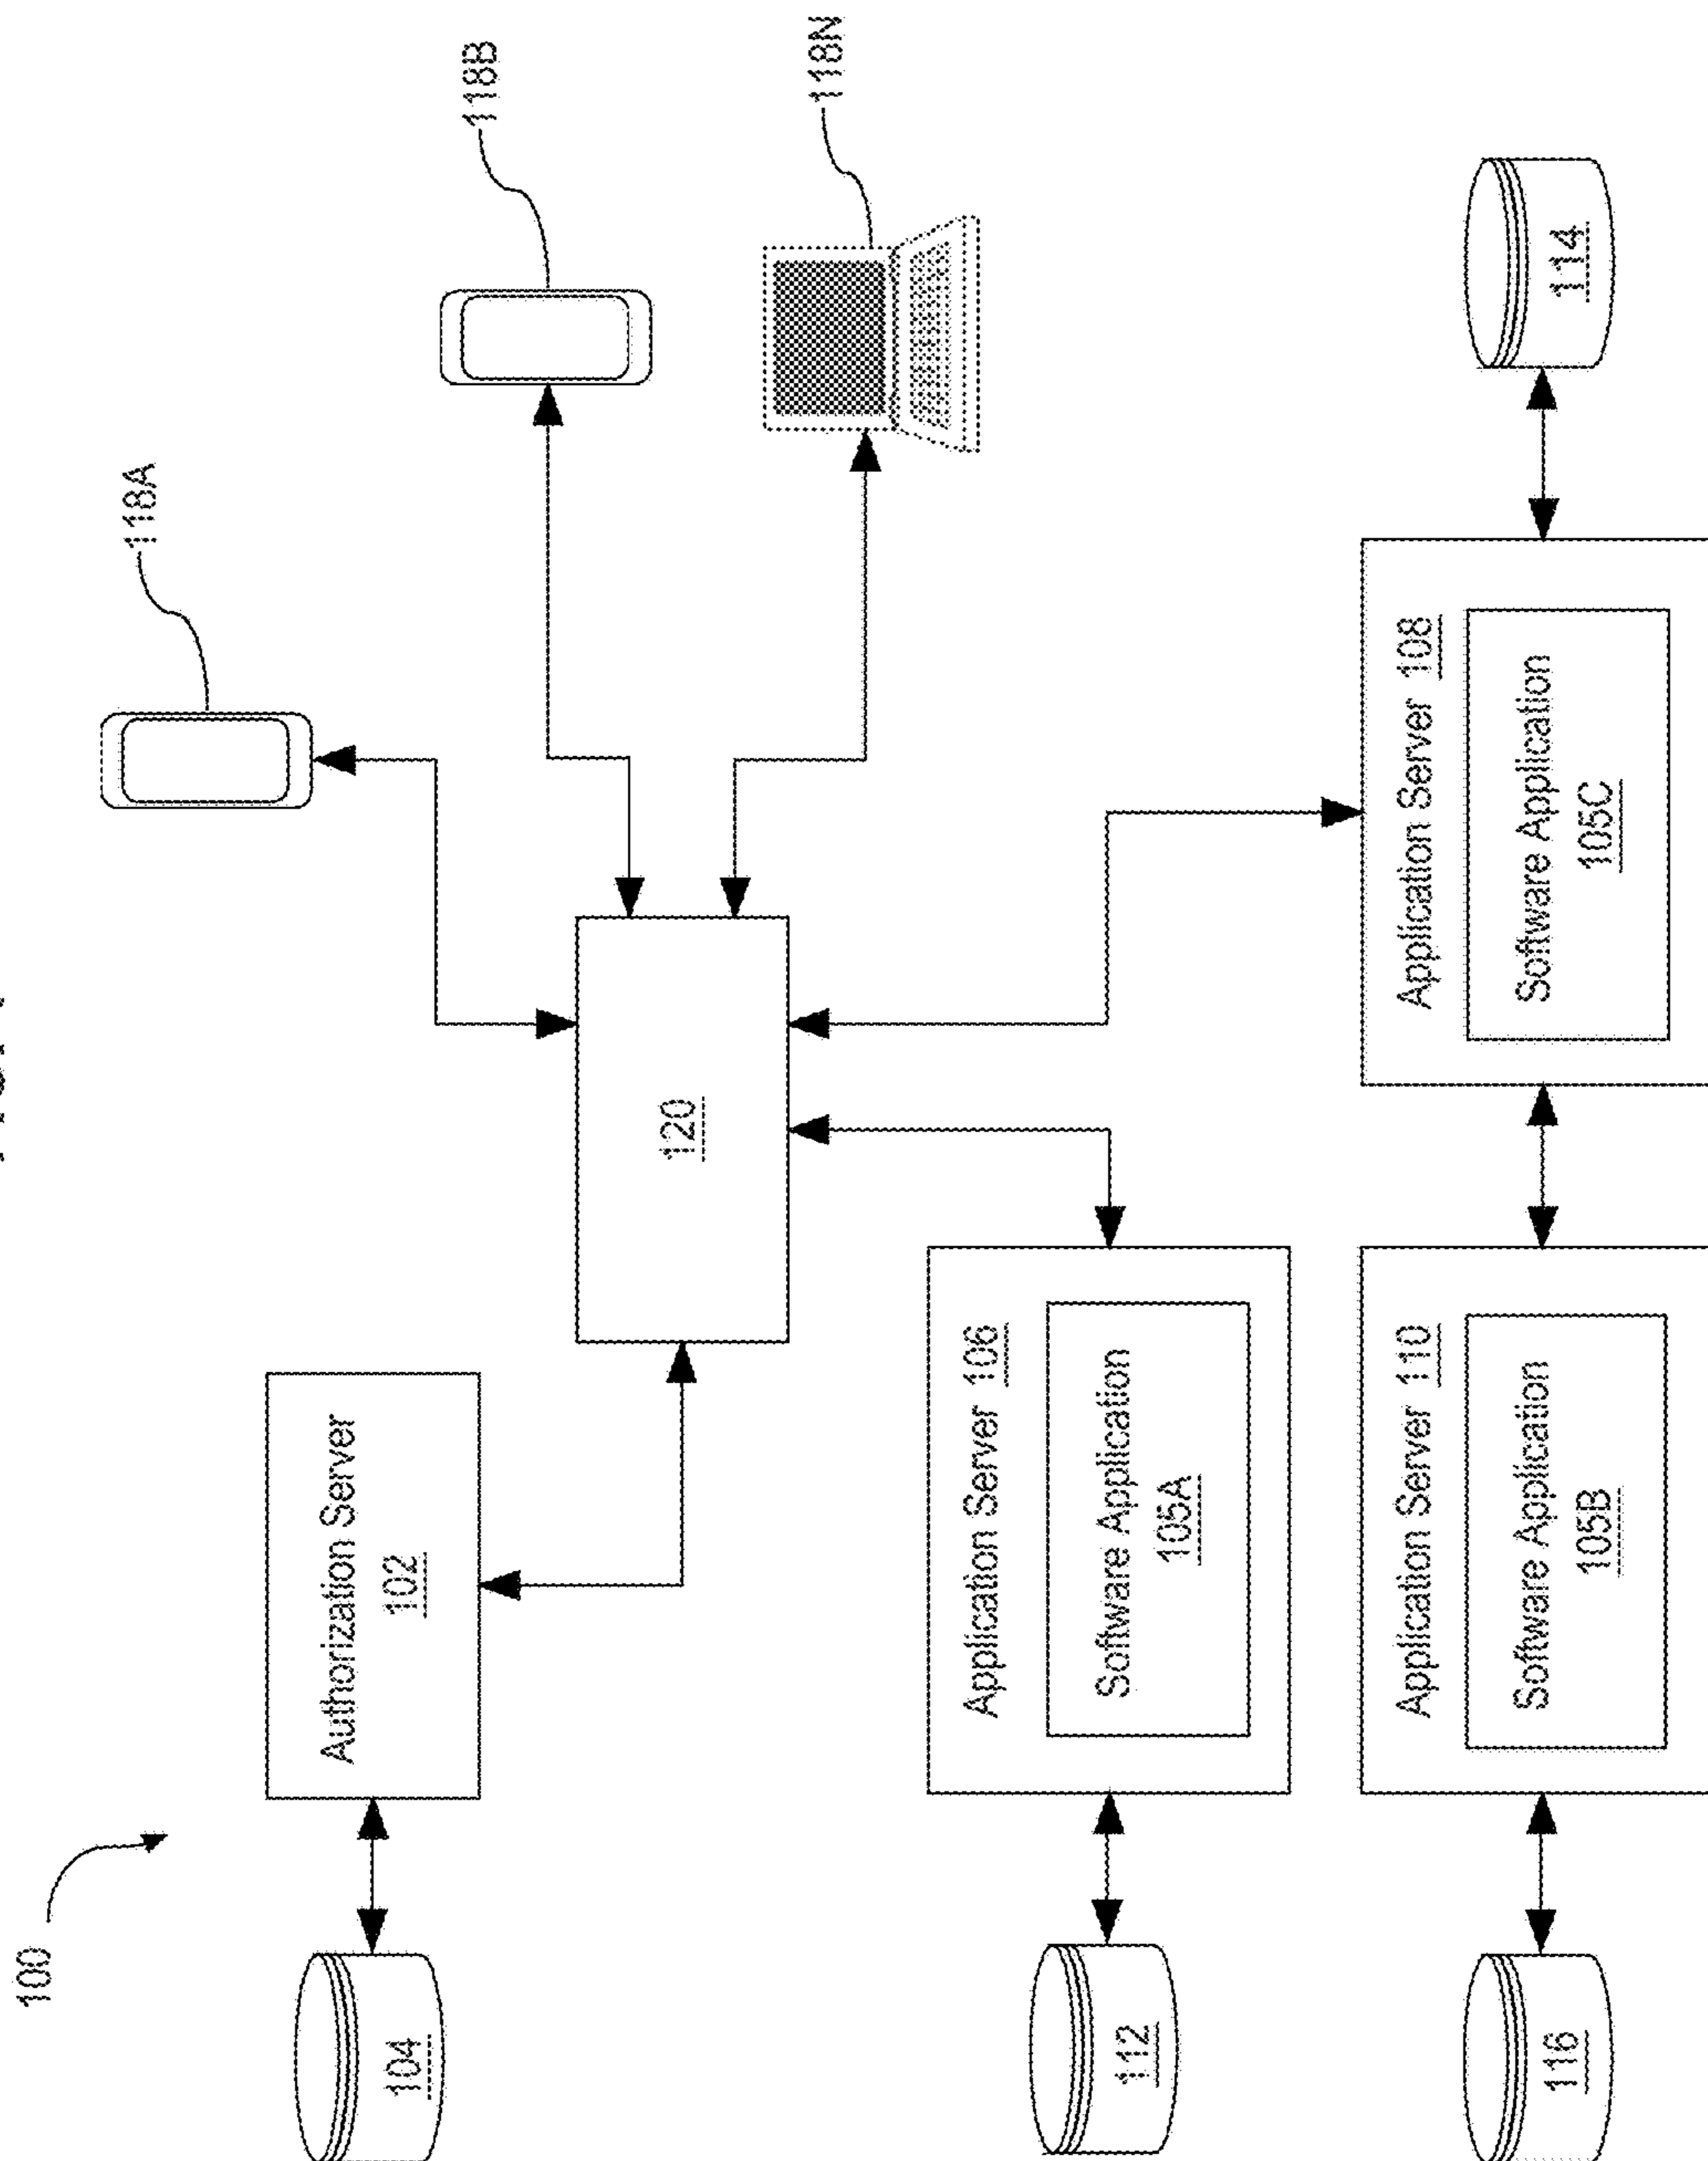 100
118A
118B
118N
104
Authorization Server
102
120
112
Application Server 106
Software Application
105A
116
Application Server 110
Software Application
105B
Application Server 108
Software Application
105C
114